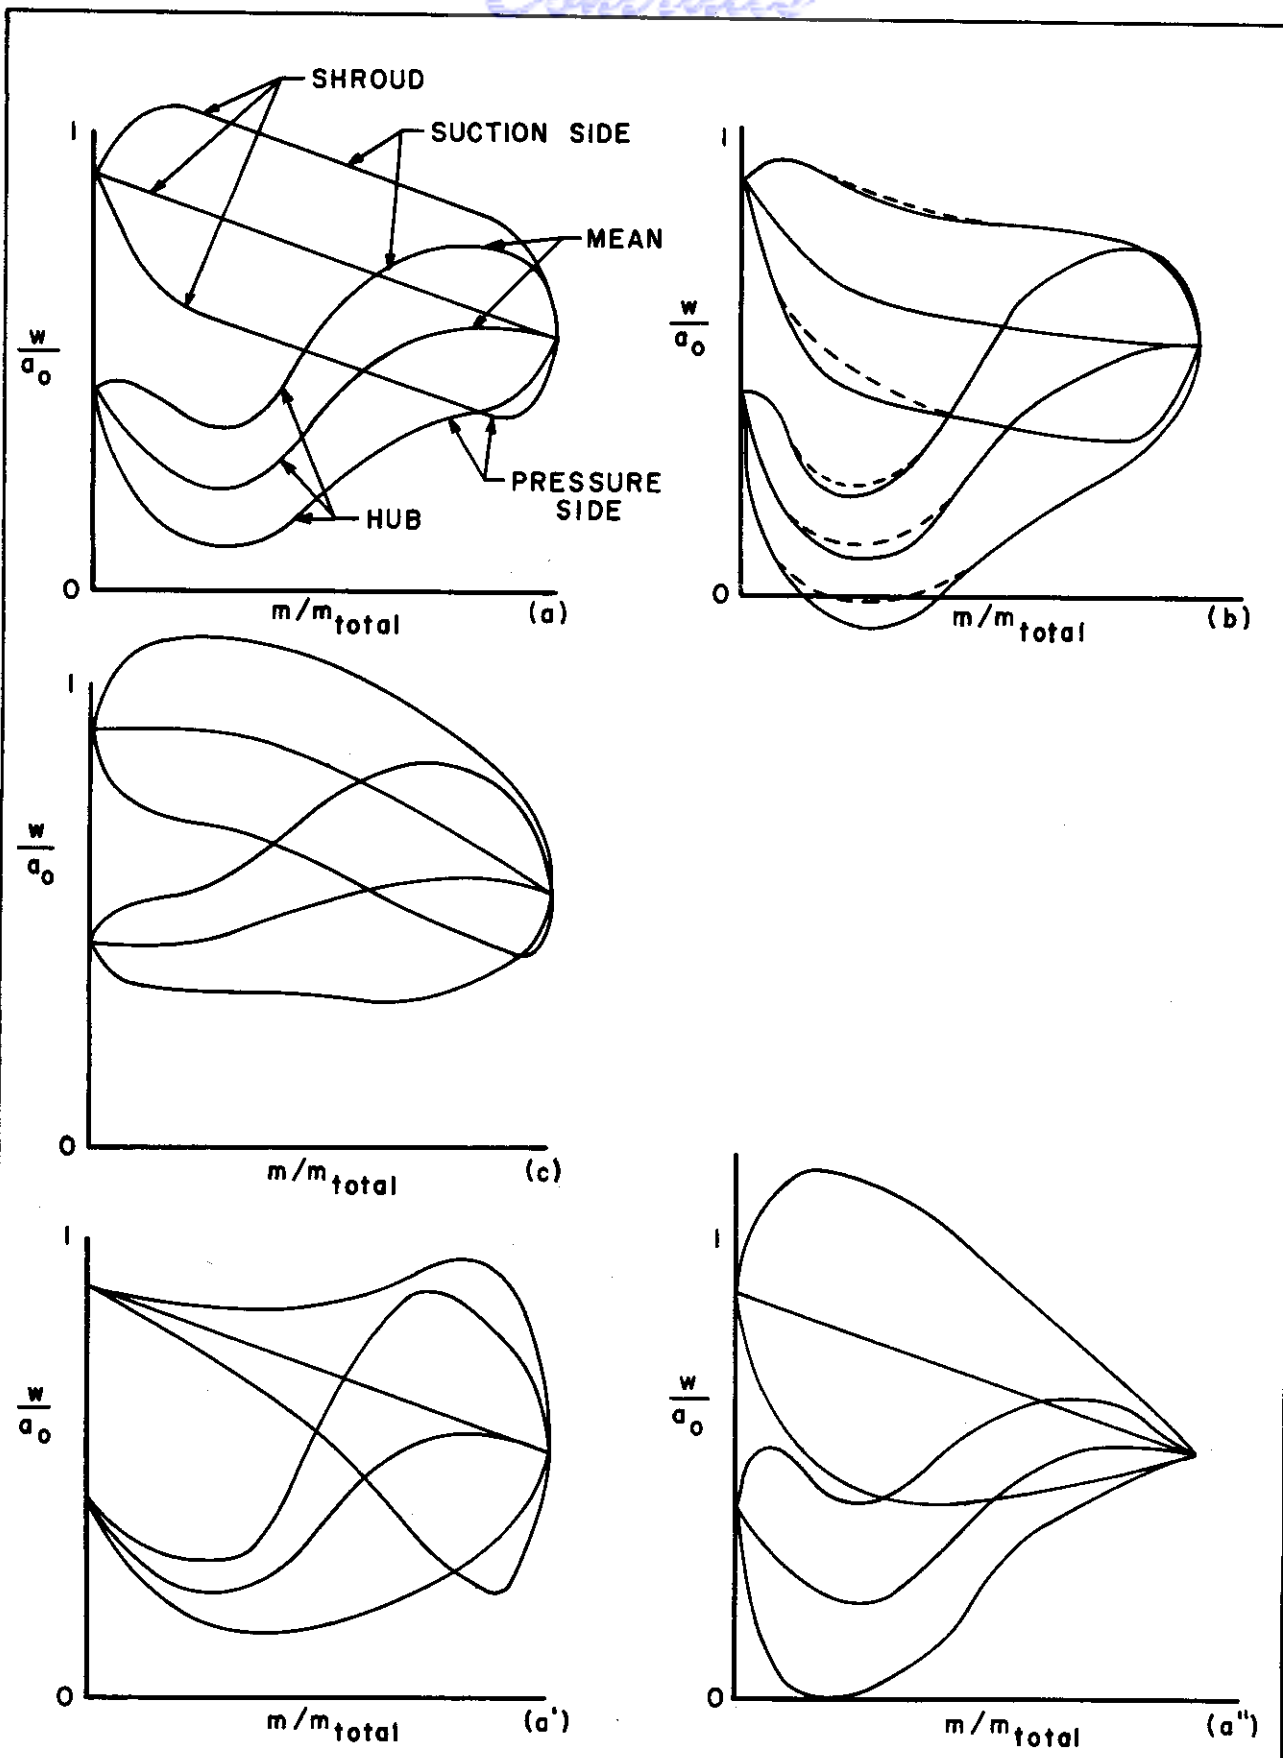 SHROUD
1
SUCTION SIDE
MEAN
w
a0
PRESSURE
SIDE
HUB
0
m/mtotal
(a)
1
w
a0
0
m/mtotal
(b)
1
w
a0
0
m/mtotal
(c)
1
w
a0
0
m/mtotal
(a')
1
w
a0
0
m/mtotal
(a")